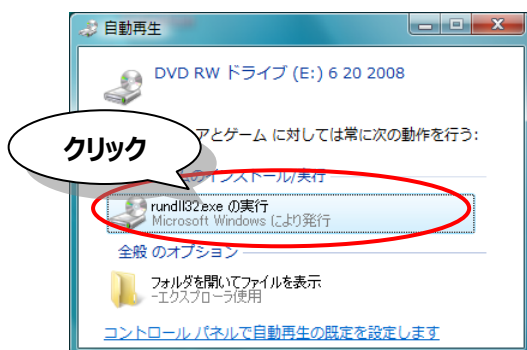 自動再生
DVD RW ドライブ (E:) 6 20 2008
アとゲーム に対しては常に次の動作を行う:
クリック
のインストール/実行
rundll32.exe の実行
Microsoft Windows により発行
全般 のオプション
フォルダを開いてファイルを表示
-エクスプローラ使用
コントロール パネルで自動再生の既定を設定します